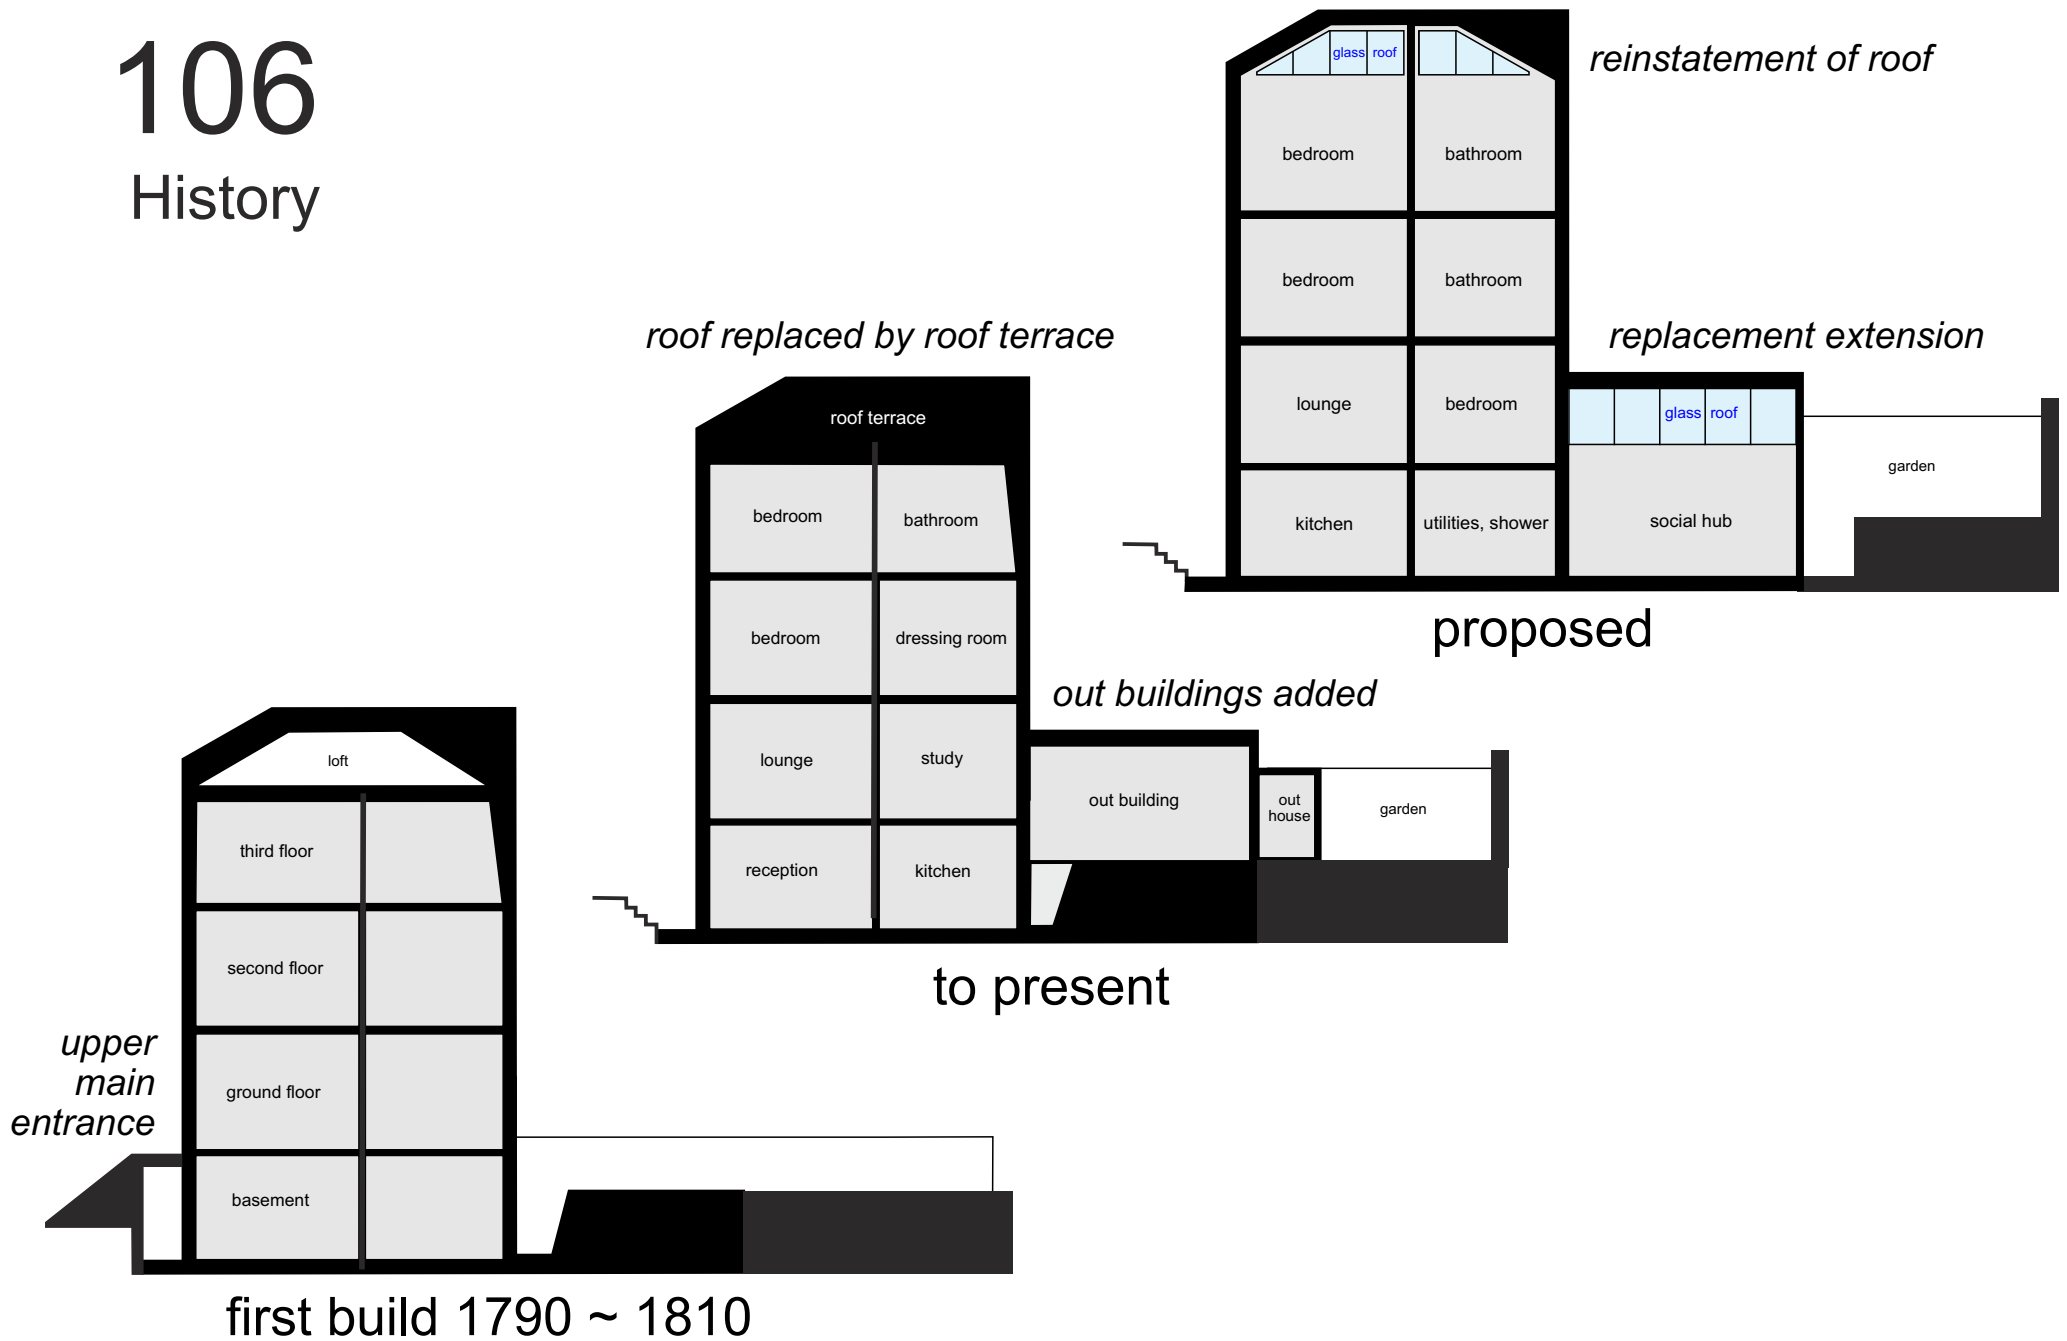 106
History
glass roof
reinstatement of roof
bedroom
bathroom
bedroom
bathroom
replacement extension
lounge
bedroom
glass roof
garden
kitchen
utilities, shower
social hub
proposed
roof replaced by roof terrace
roof terrace
bedroom
bathroom
bedroom
dressing room
out buildings added
lounge
study
out building
out
house
garden
reception
kitchen
to present
loft
third floor
second floor
upper
main
entrance
ground floor
basement
first build 1790 ~ 1810